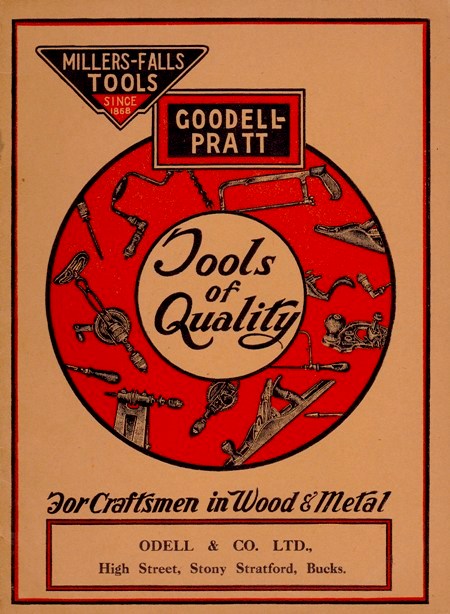 MILLERS-FALLS
TOOLS
SINCE
1868
GOODELL-
PRATT
Tools
of
Quality
For Craftsmen in Wood & Metal
ODELL & CO. LTD.,
High Street, Stony Stratford, Bucks.